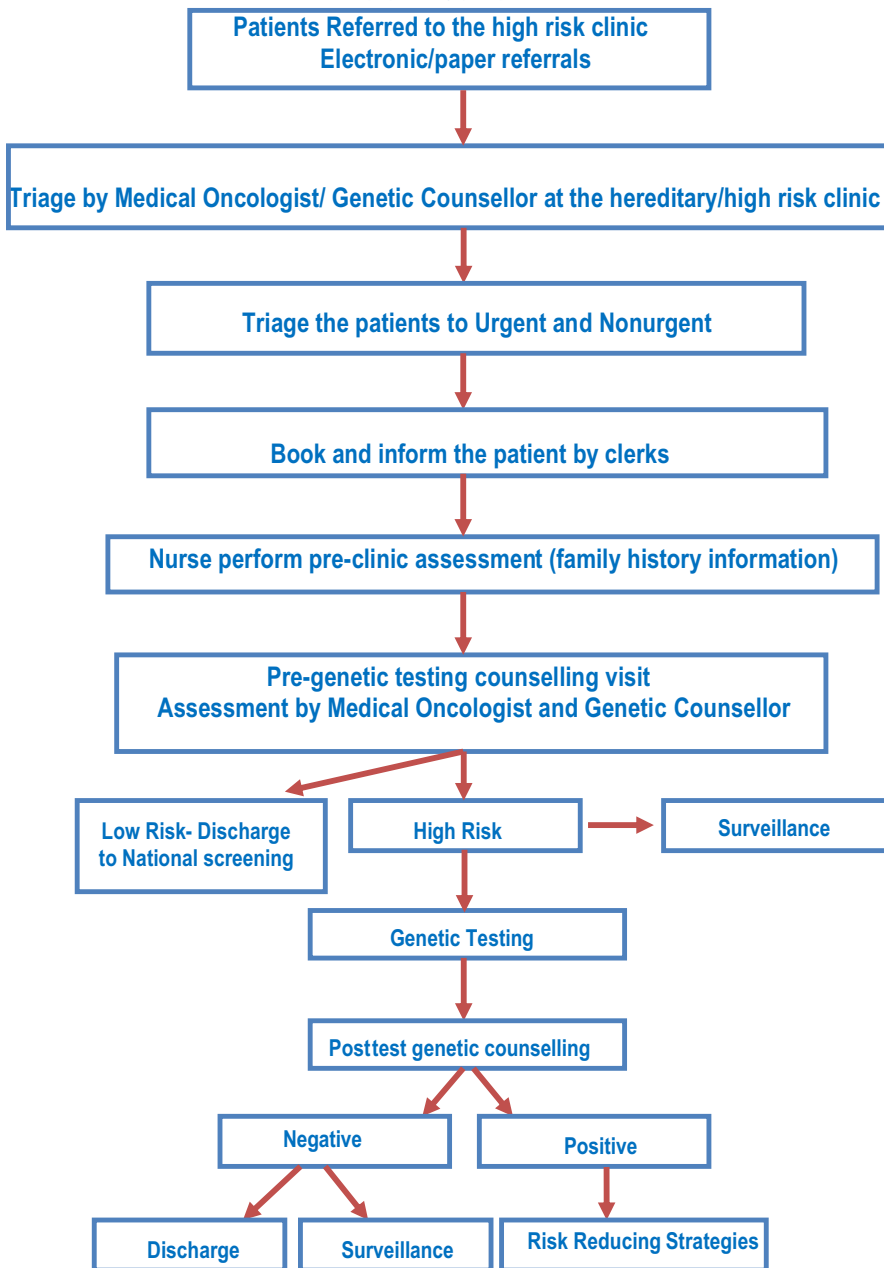 Patients Referred to the high risk clinic
Electronic/paper referrals
Triage by Medical Oncologist/ Genetic Counsellor at the hereditary/high risk clinic
Triage the patients to Urgent and Nonurgent
Book and inform the patient by clerks
Nurse perform pre-clinic assessment (family history information)
Pre-genetic testing counselling visit
Assessment by Medical Oncologist and Genetic Counsellor
Low Risk- Discharge
to National screening
High Risk
Surveillance
Genetic Testing
Posttest genetic counselling
Negative
Positive
Discharge
Surveillance
Risk Reducing Strategies